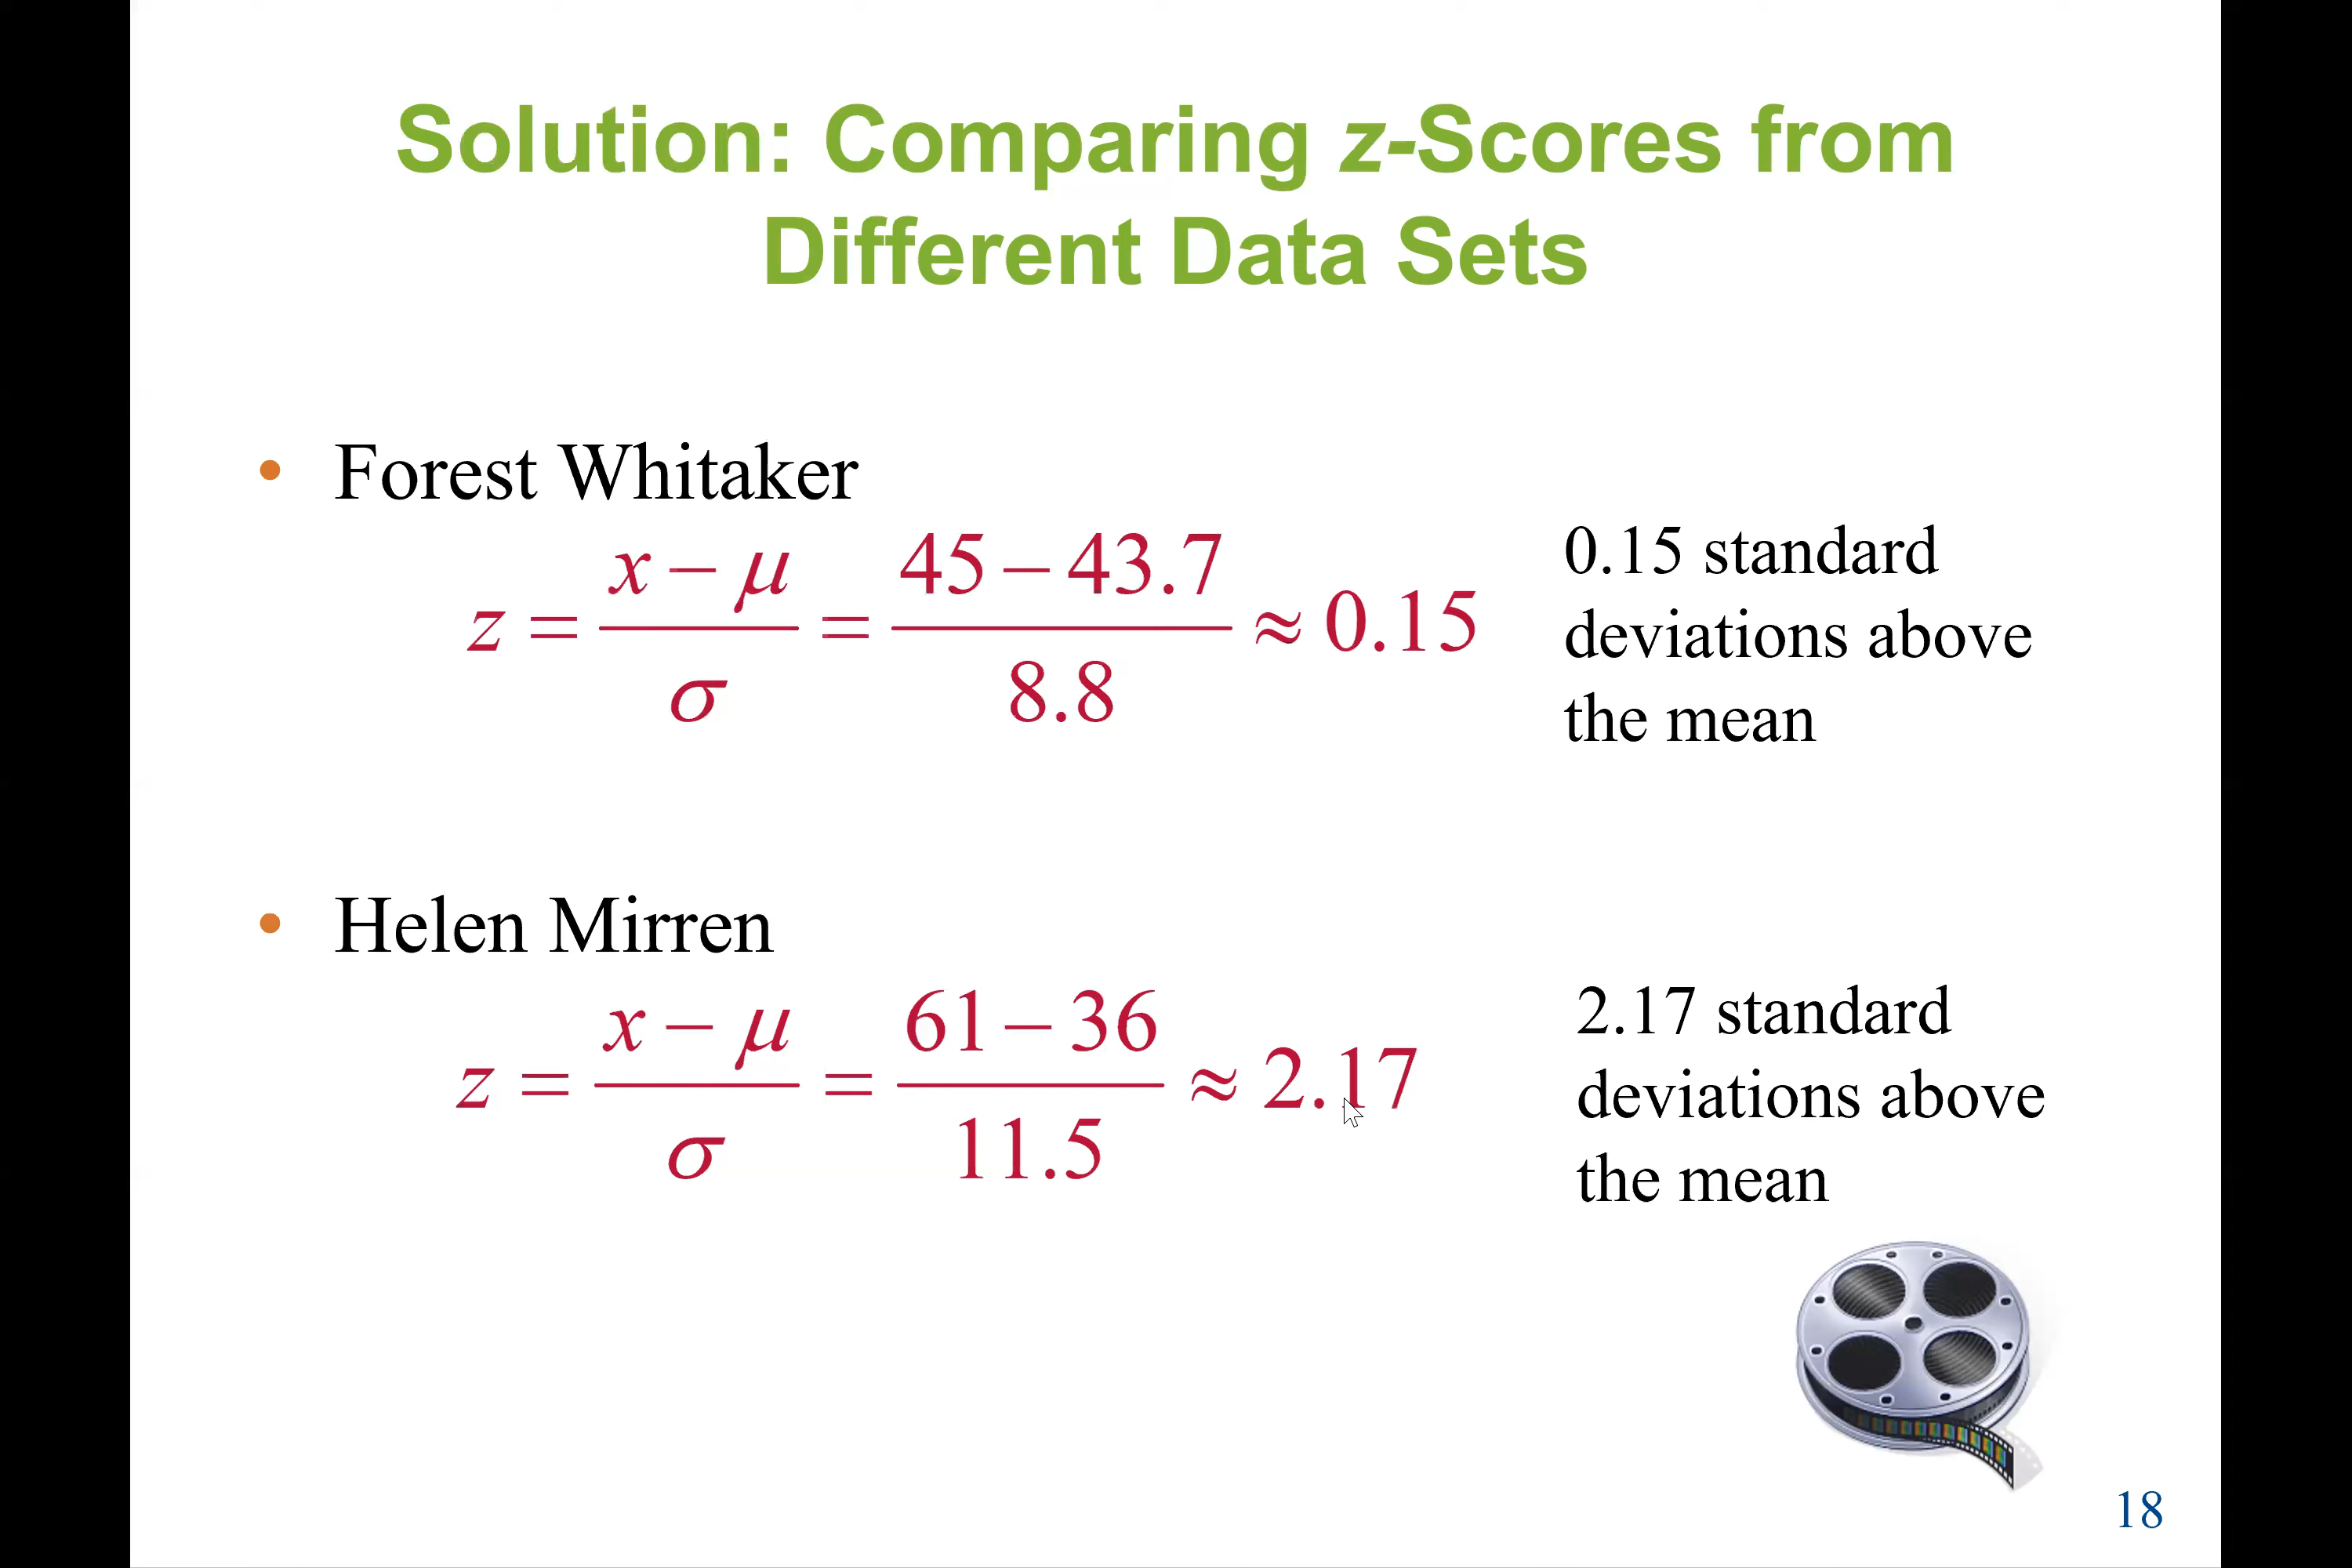 Solution: Comparing z-Scores from
Different Data Sets
• Forest Whitaker
z = (x − μ) / σ = (45 − 43.7) / 8.8 ≈ 0.15
0.15 standard
deviations above
the mean
• Helen Mirren
z = (x − μ) / σ = (61 − 36) / 11.5 ≈ 2.17
2.17 standard
deviations above
the mean
18